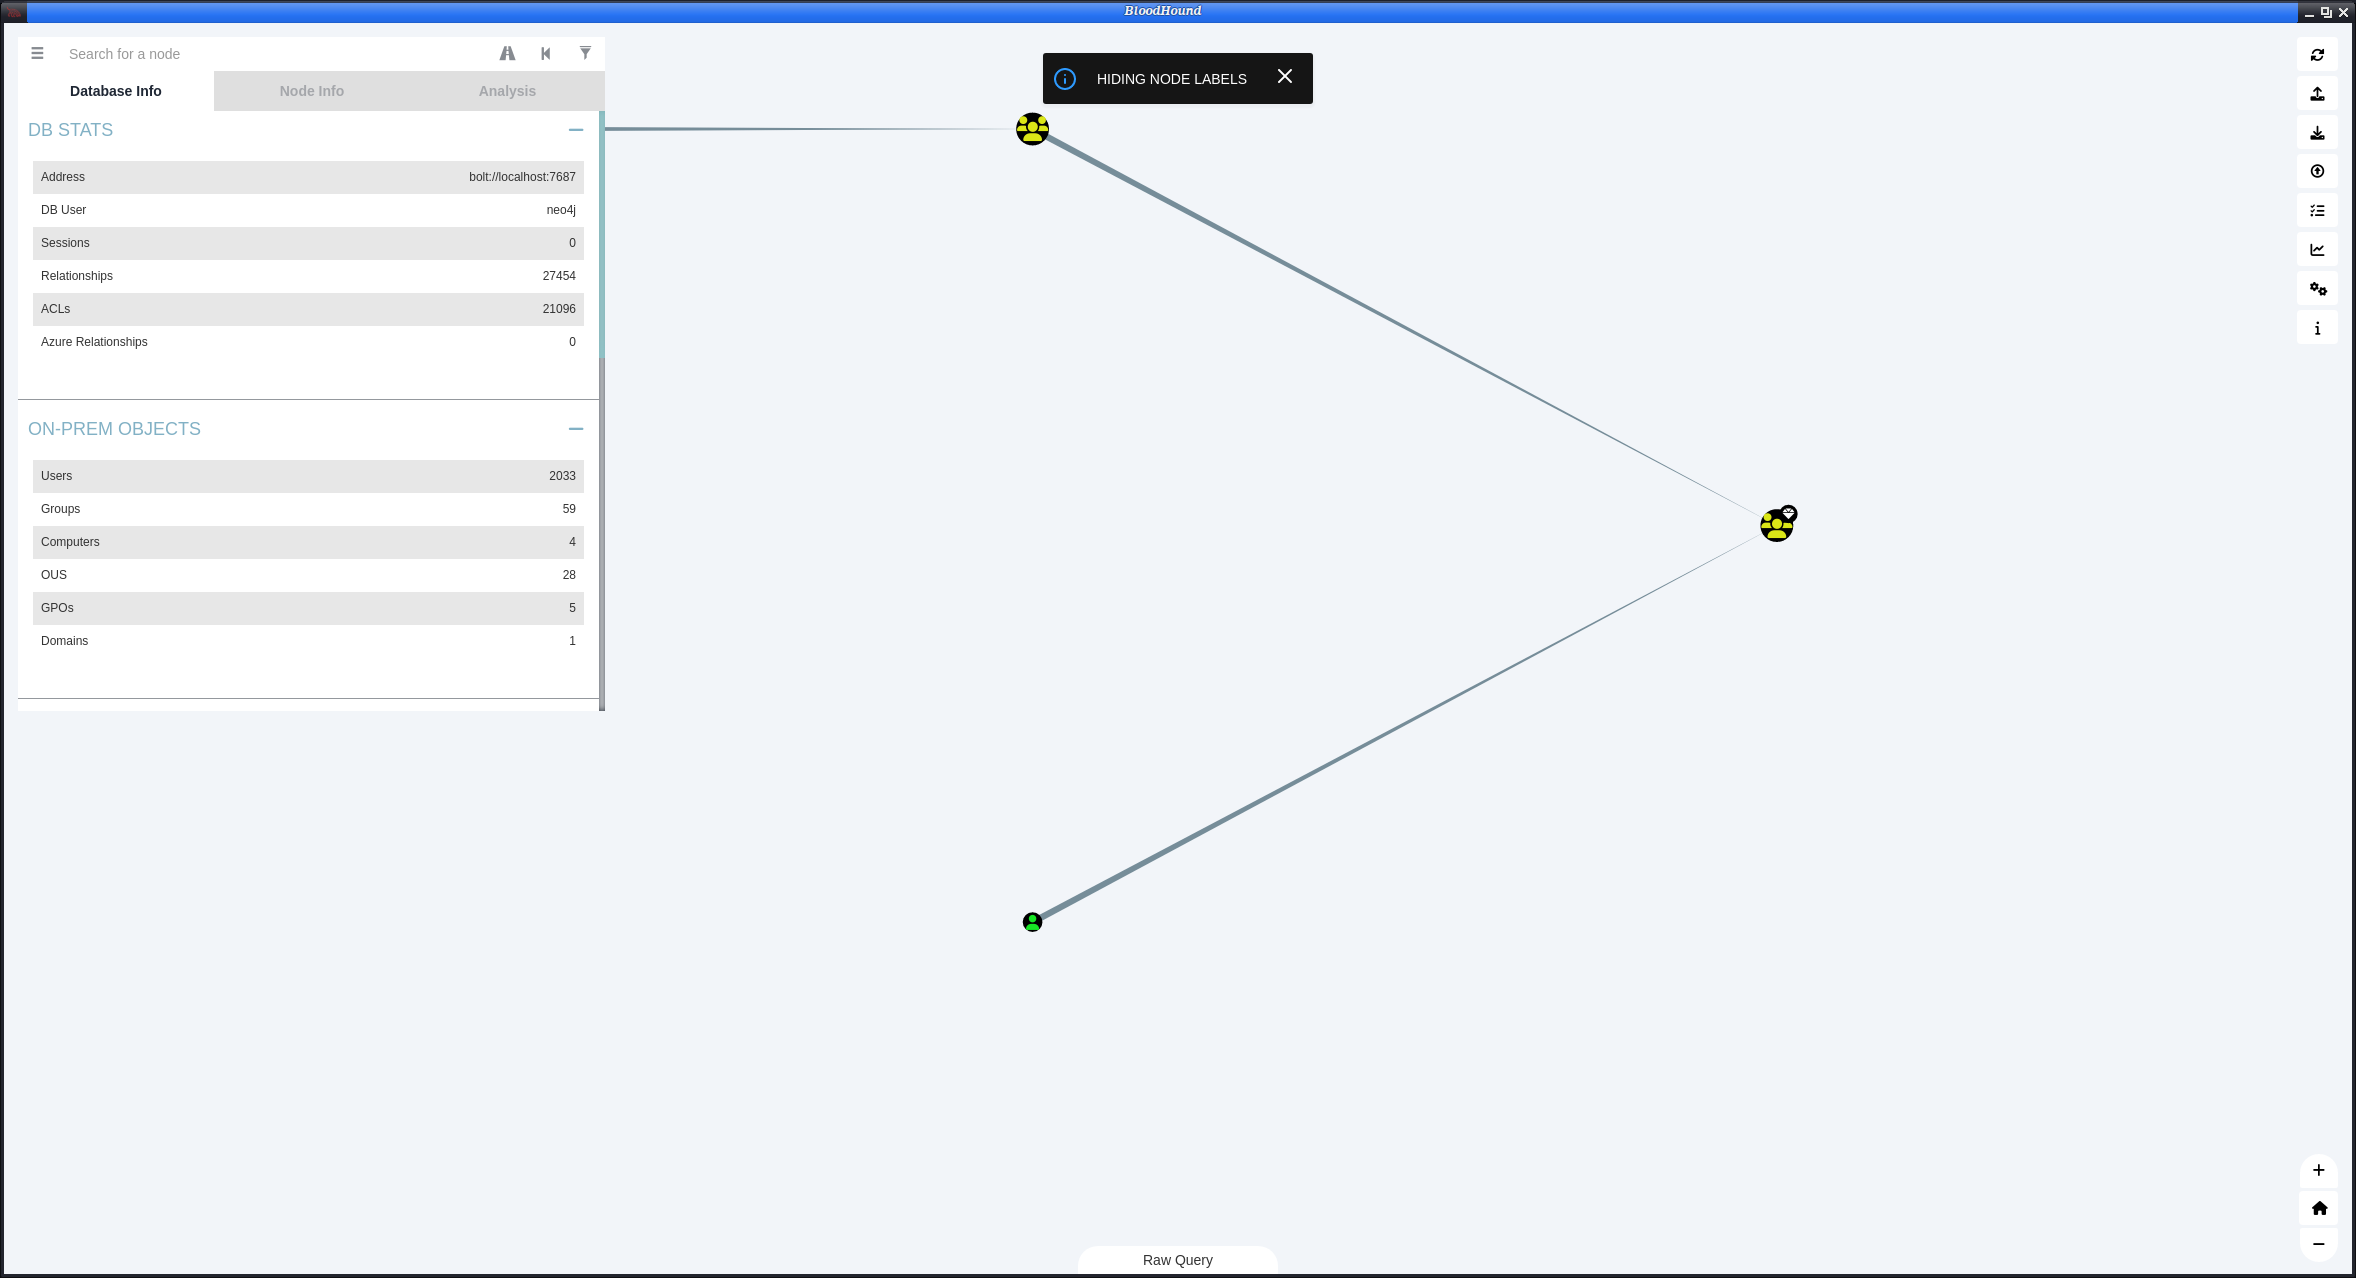 BloodHound
Search for a node
HIDING NODE LABELS
Database Info Node Info Analysis
DB STATS
Address bolt://localhost:7687
DB User neo4j
Sessions 0
Relationships 27454
ACLs 21096
Azure Relationships 0
ON-PREM OBJECTS
Users 2033
Groups 59
Computers 4
OUS 28
GPOs 5
Domains 1
Raw Query